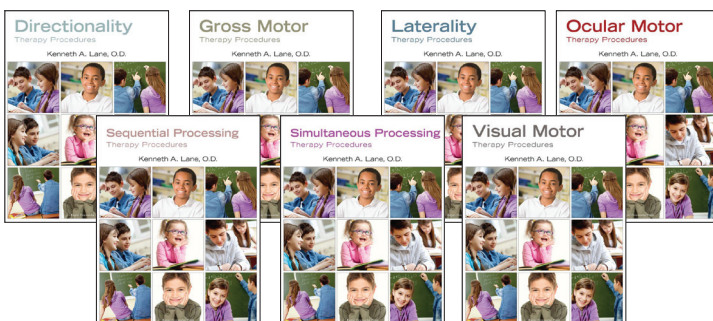 Directionality
Therapy Procedures
Kenneth A. Lane, O.D.
Gross Motor
Therapy Procedures
Kenneth A. Lane, O.D.
Laterality
Therapy Procedures
Kenneth A. Lane, O.D.
Ocular Motor
Therapy Procedures
Kenneth A. Lane, O.D.
Sequential Processing
Therapy Procedures
Kenneth A. Lane, O.D.
Simultaneous Processing
Therapy Procedures
Kenneth A. Lane, O.D.
Visual Motor
Therapy Procedures
Kenneth A. Lane, O.D.